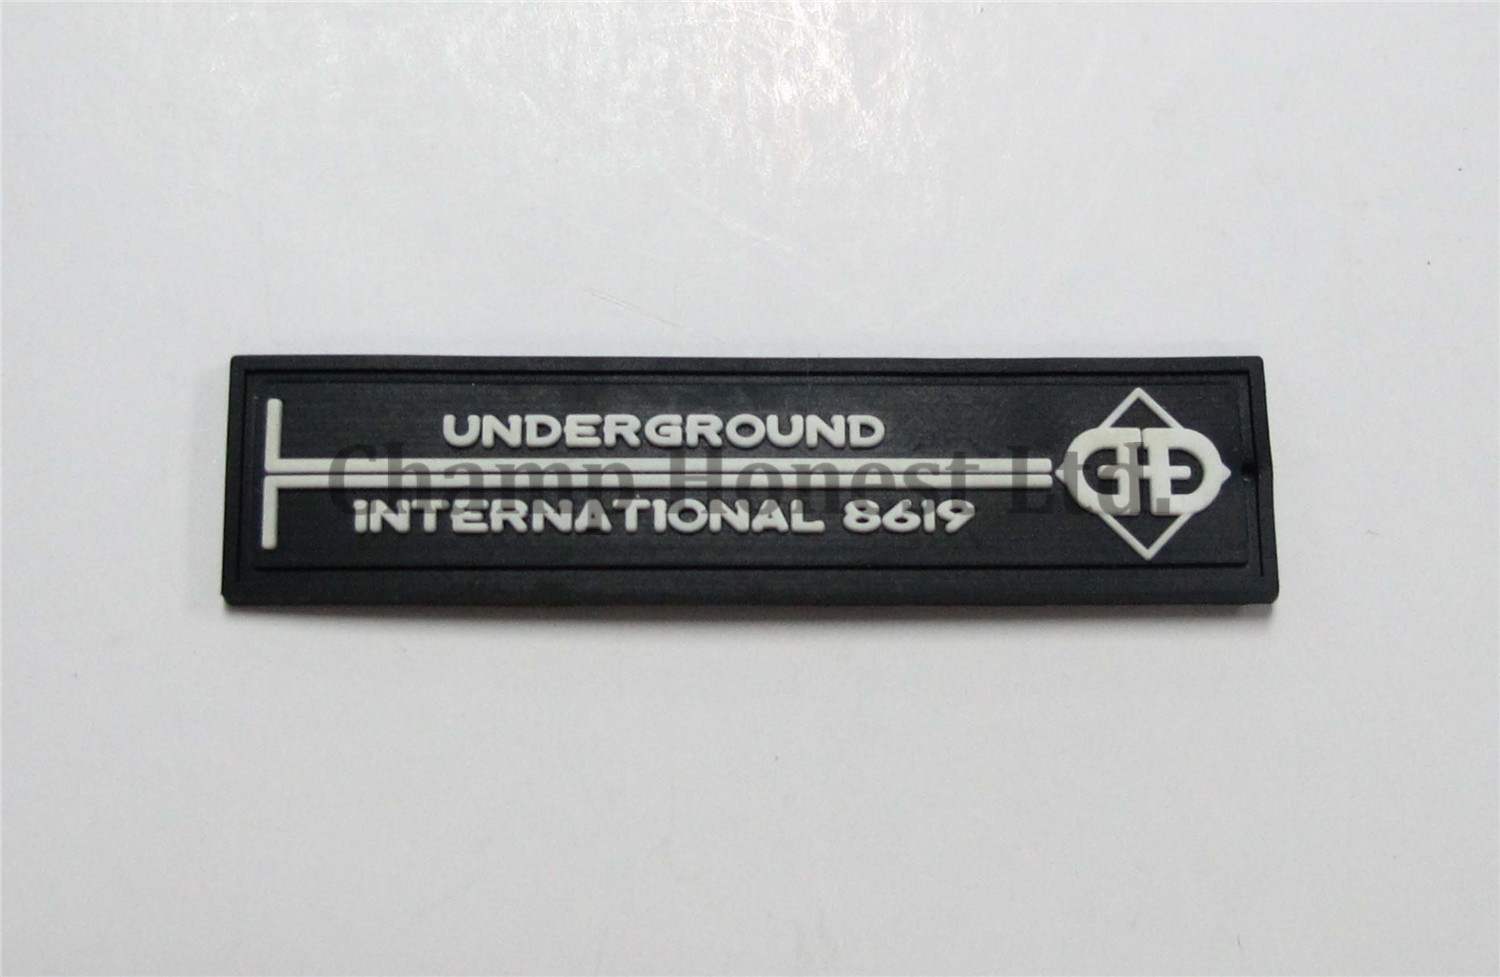 UNDERGROUND
Champ Honest Ltd.
INTERNATIONAL 8619